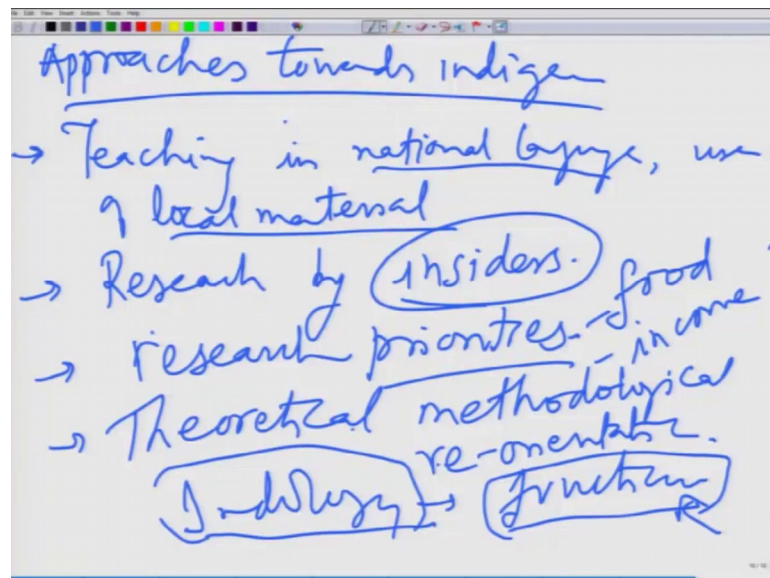 Approaches towards indigen
→ Teaching in national language, use
of local material
→ Research by insiders.
→ research priorities - food
- income
→ Theoretical methodological
re-orientation.
Indology → function